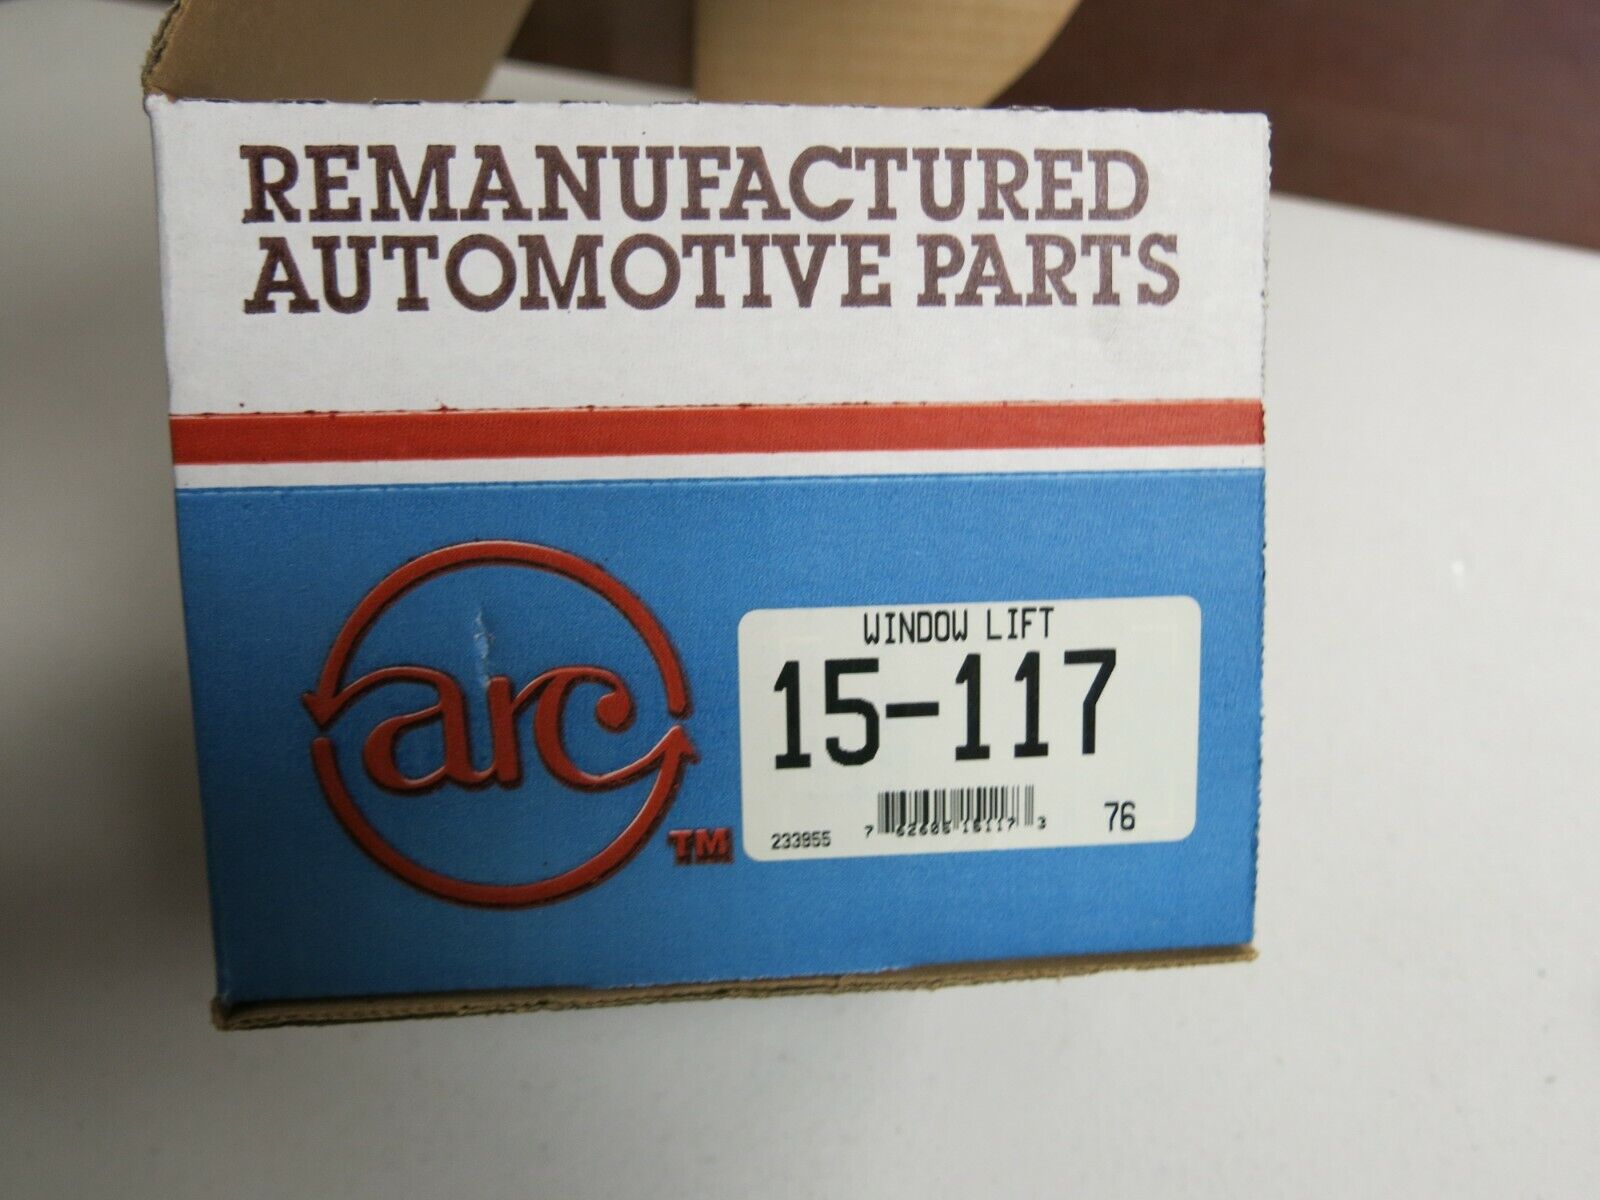 REMANUFACTURED
AUTOMOTIVE PARTS
arc
TM
WINDOW LIFT
15-117
233955
76